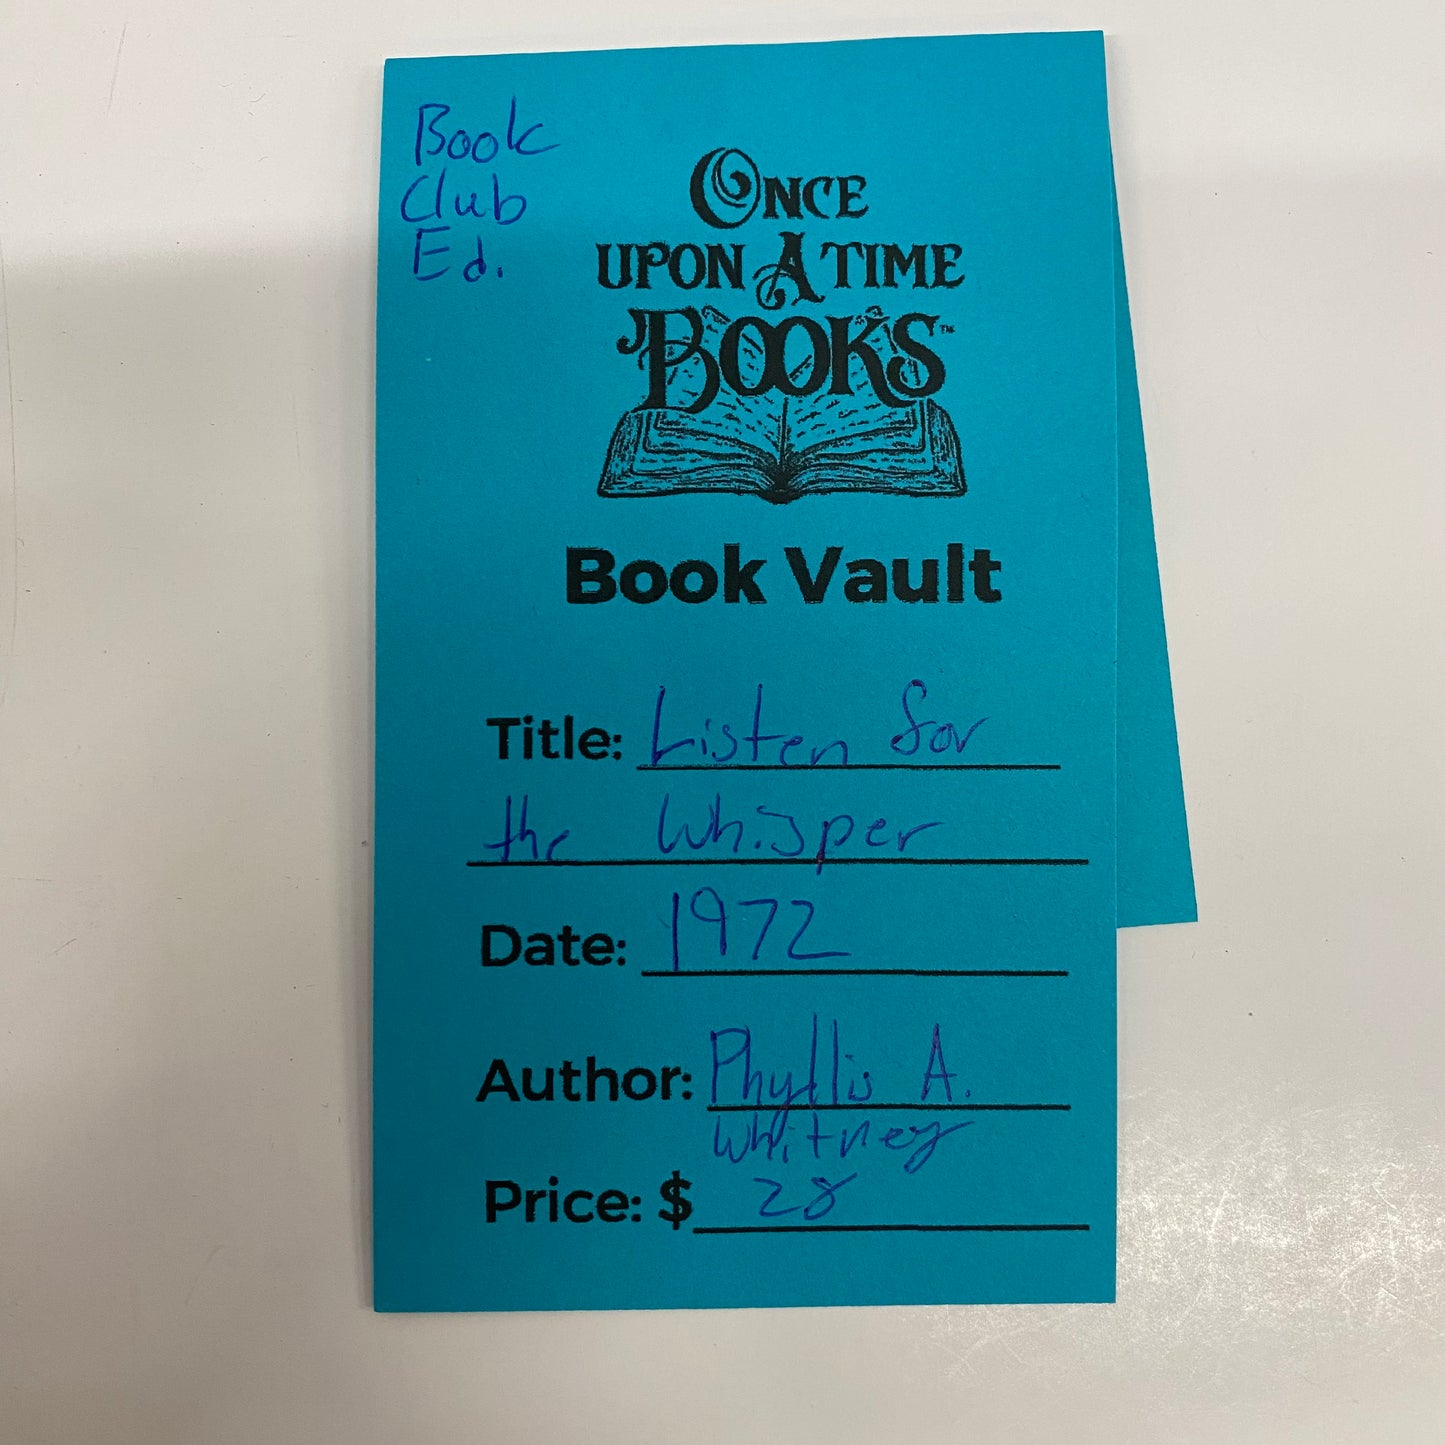 Book
Club
Ed.
ONCE
UPON A TIME
BOOKS™
Book Vault
Title: Listen for
the Whisper
Date: 1972
Author: Phyllis A.
Whitney
Price: $ 28